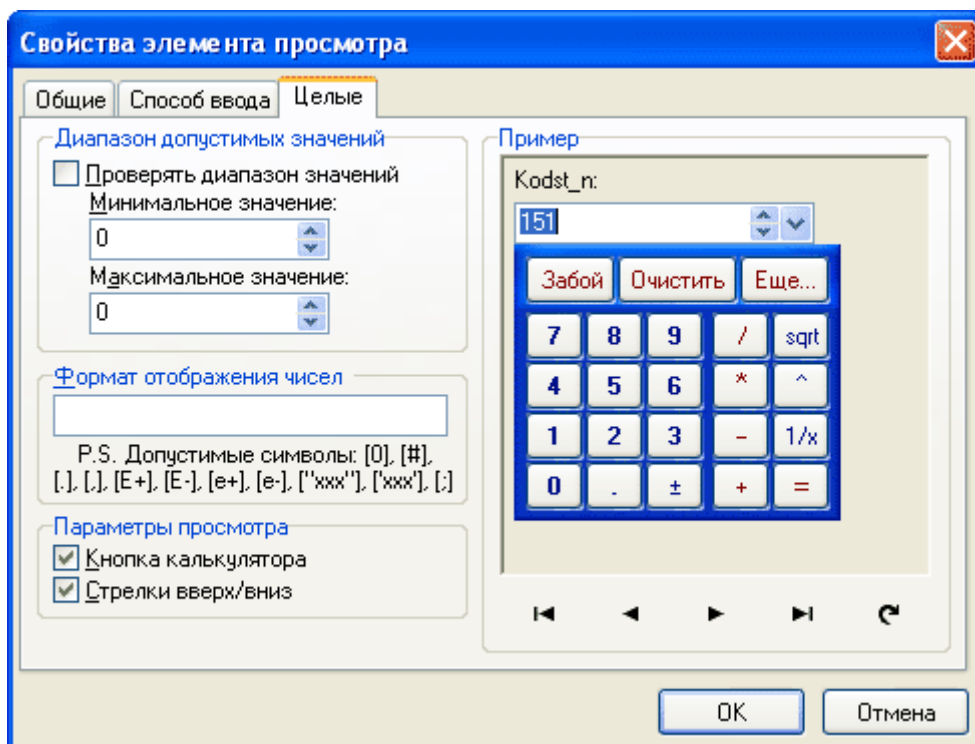 Свойства элемента просмотра
Общие Способ ввода Целые
Диапазон допустимых значений
Проверять диапазон значений
Минимальное значение:
0
Максимальное значение:
0
Формат отображения чисел
P.S. Допустимые символы: [0], [#],
[.], [,], [E+], [E-], [e+], [e-], ["xxx"], ['xxx'], [;]
Параметры просмотра
Кнопка калькулятора
Стрелки вверх/вниз
Пример
Kodst_n:
151
Забой Очистить Еще...
7 8 9 / sqrt
4 5 6 * ^
1 2 3 - 1/x
0 . ± + =
OK Отмена